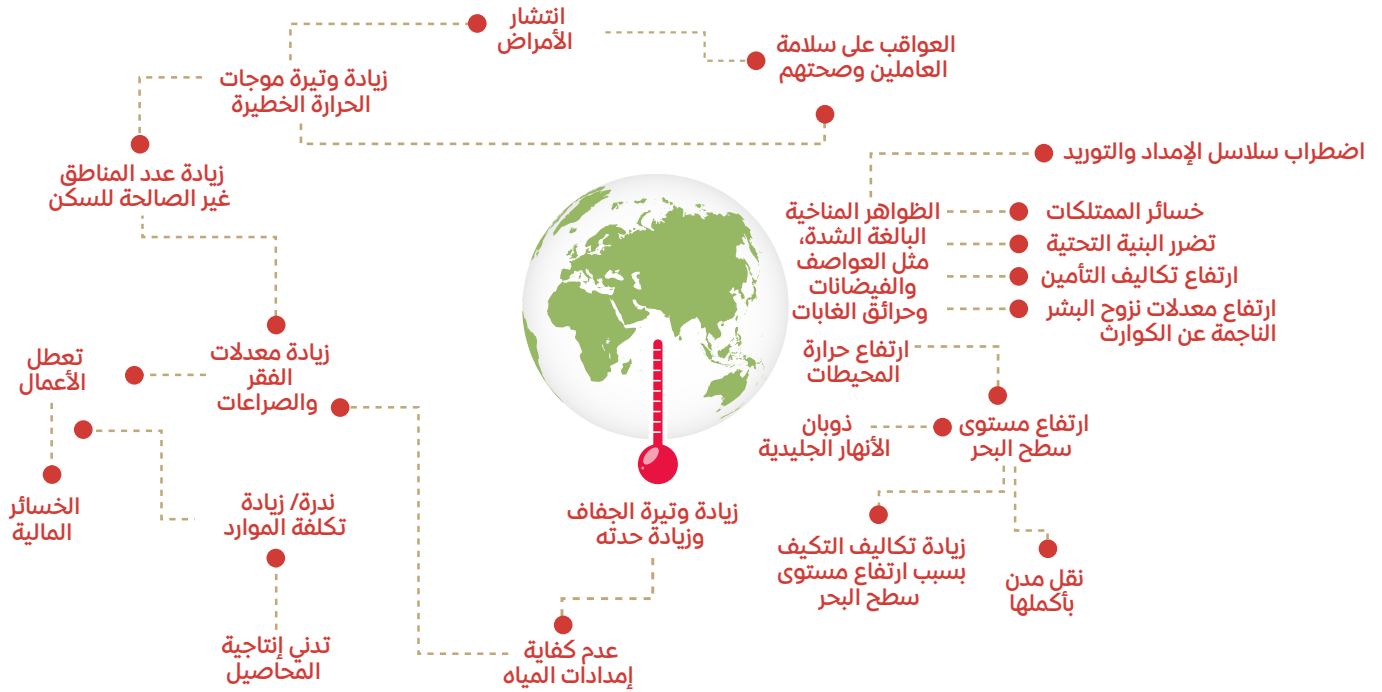 انتشار
الأمراض
العواقب على سلامة
العاملين وصحتهم
زيادة وتيرة موجات
الحرارة الخطيرة
اضطراب سلاسل الإمداد والتوريد
زيادة عدد المناطق
غير الصالحة للسكن
الظواهر المناخية
البالغة الشدة،
مثل العواصف
والفيضانات
وحرائق الغابات
خسائر الممتلكات
تضرر البنية التحتية
ارتفاع تكاليف التأمين
ارتفاع معدلات نزوح البشر
الناجمة عن الكوارث
ارتفاع حرارة
المحيطات
زيادة معدلات
الفقر
والصراعات
تعطل
الأعمال
ارتفاع مستوى
سطح البحر
ذوبان
الأنهار الجليدية
ندرة/ زيادة
تكلفة الموارد
الخسائر
المالية
زيادة وتيرة الجفاف
وزيادة حدته
زيادة تكاليف التكيف
بسبب ارتفاع مستوى
سطح البحر
نقل مدن
بأكملها
تدني إنتاجية
المحاصيل
عدم كفاية
إمدادات المياه